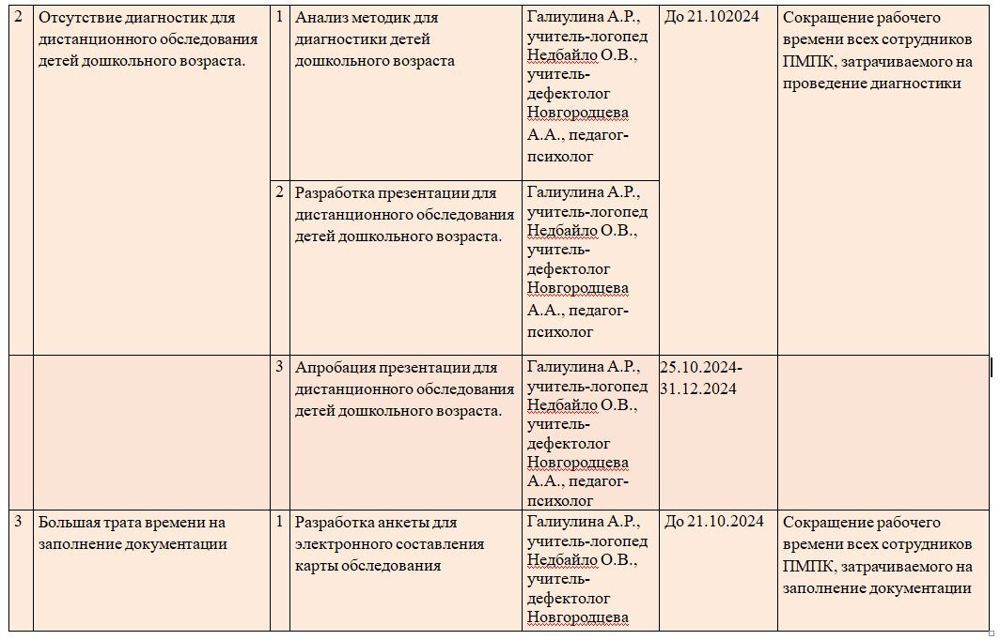 2
Отсутствие диагностик для
дистанционного обследования
детей дошкольного возраста.
1
Анализ методик для
диагностики детей
дошкольного возраста
Галиулина А.Р.,
учитель-логопед
Недбайло О.В.,
учитель-
дефектолог
Новгородцева
А.А., педагог-
психолог
До 21.102024
Сокращение рабочего
времени всех сотрудников
ПМПК, затрачиваемого на
проведение диагностики
2
Разработка презентации для
дистанционного обследования
детей дошкольного возраста.
Галиулина А.Р.,
учитель-логопед
Недбайло О.В.,
учитель-
дефектолог
Новгородцева
А.А., педагог-
психолог
3
Апробация презентации для
дистанционного обследования
детей дошкольного возраста.
Галиулина А.Р.,
учитель-логопед
Недбайло О.В.,
учитель-
дефектолог
Новгородцева
А.А., педагог-
психолог
25.10.2024-
31.12.2024
3
Большая трата времени на
заполнение документации
1
Разработка анкеты для
электронного составления
карты обследования
Галиулина А.Р.,
учитель-логопед
Недбайло О.В.,
учитель-
дефектолог
Новгородцева
До 21.10.2024
Сокращение рабочего
времени всех сотрудников
ПМПК, затрачиваемого на
заполнение документации